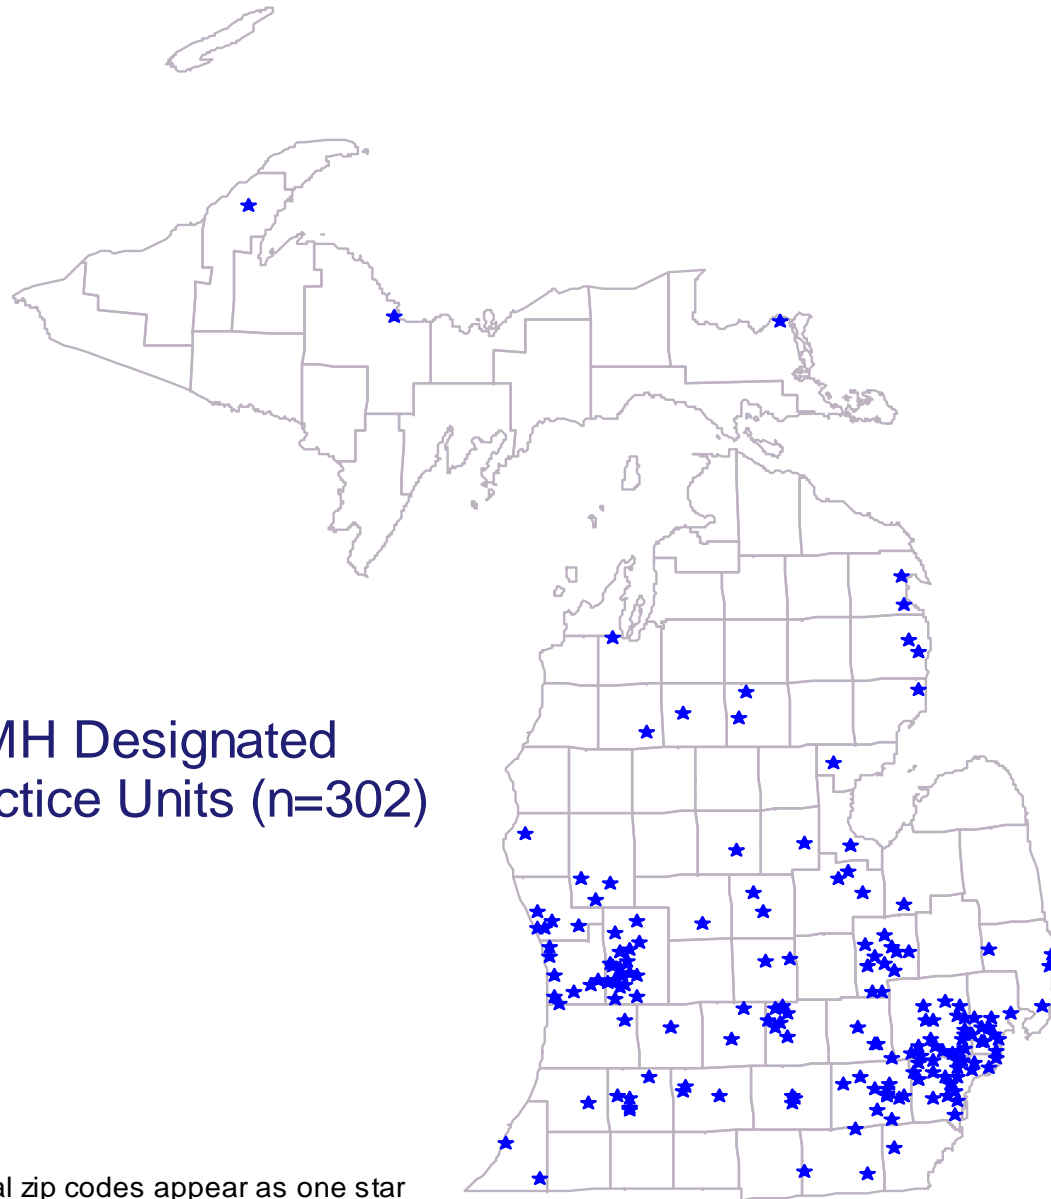 MH Designated
ctice Units (n=302)
al zip codes appear as one star